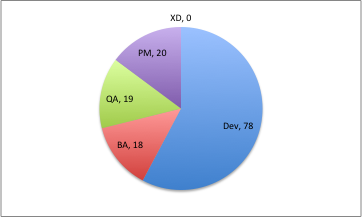 XD, 0
PM, 20
QA, 19
Dev, 78
BA, 18